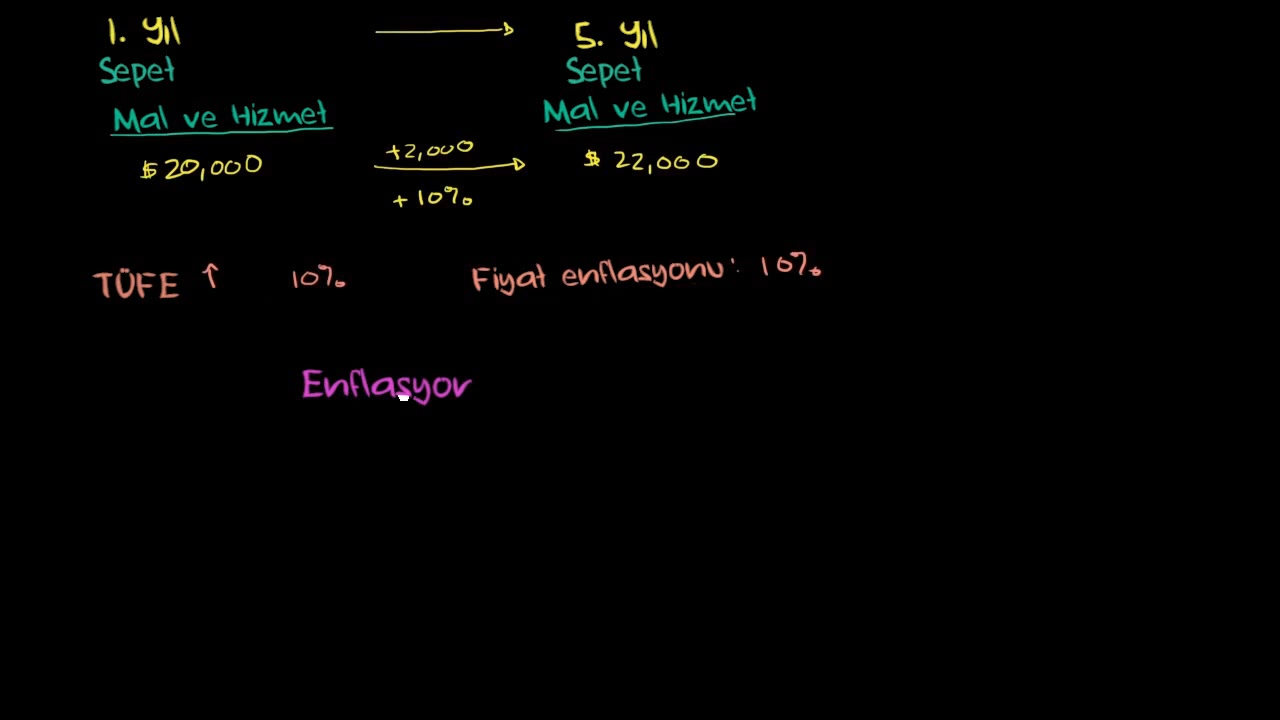 1. Yıl
5. Yıl
Sepet
Sepet
Mal ve Hizmet
Mal ve Hizmet
$20,000
+2,000
$ 22,000
+ 10%
TÜFE ↑ 10%
Fiyat enflasyonu: 10%
Enflasyor